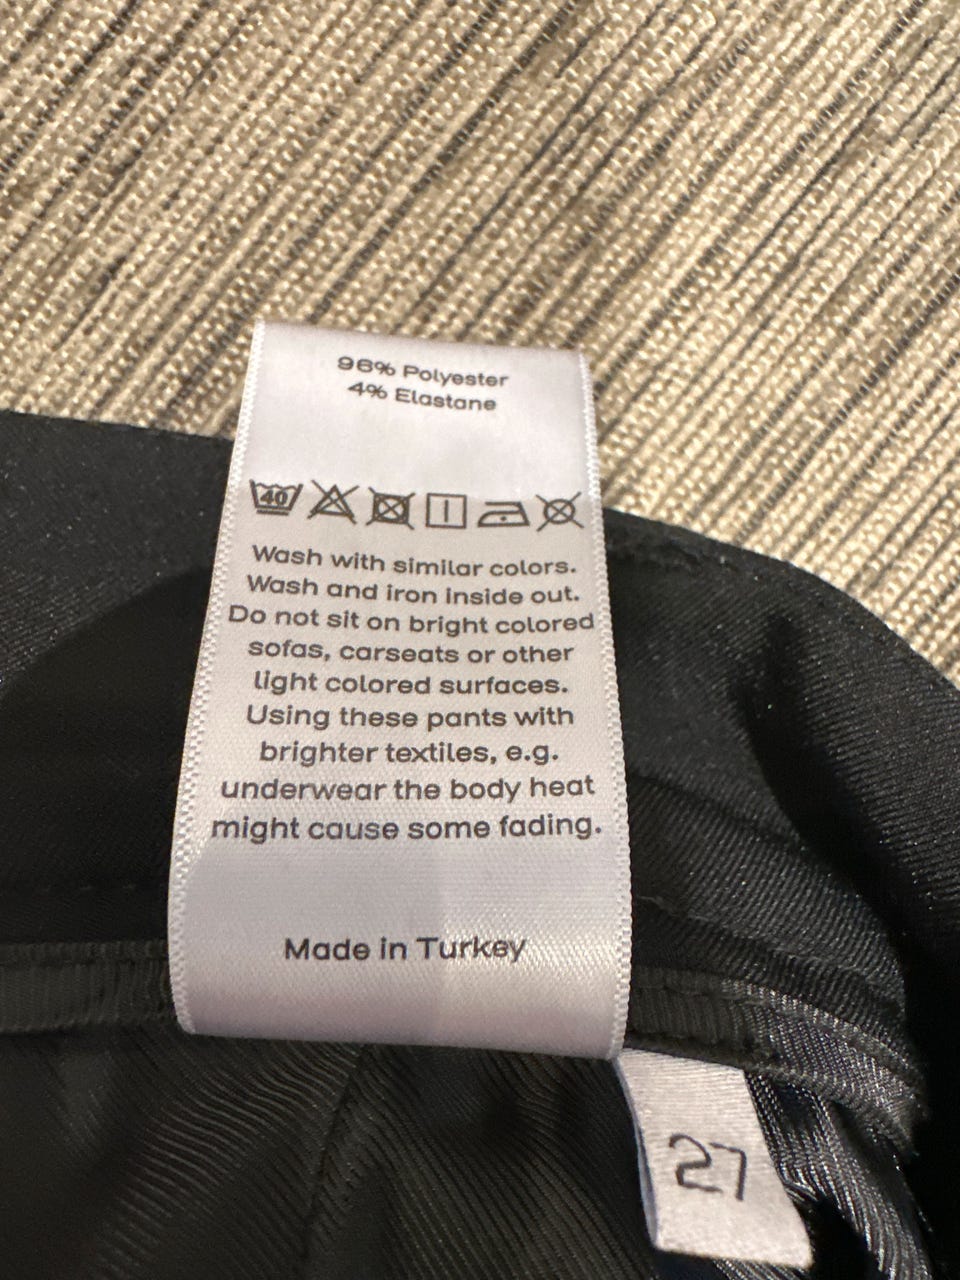 96% Polyester
4% Elastane
40
Wash with similar colors.
Wash and iron inside out.
Do not sit on bright colored
sofas, carseats or other
light colored surfaces.
Using these pants with
brighter textiles, e.g.
underwear the body heat
might cause some fading.
Made in Turkey
27